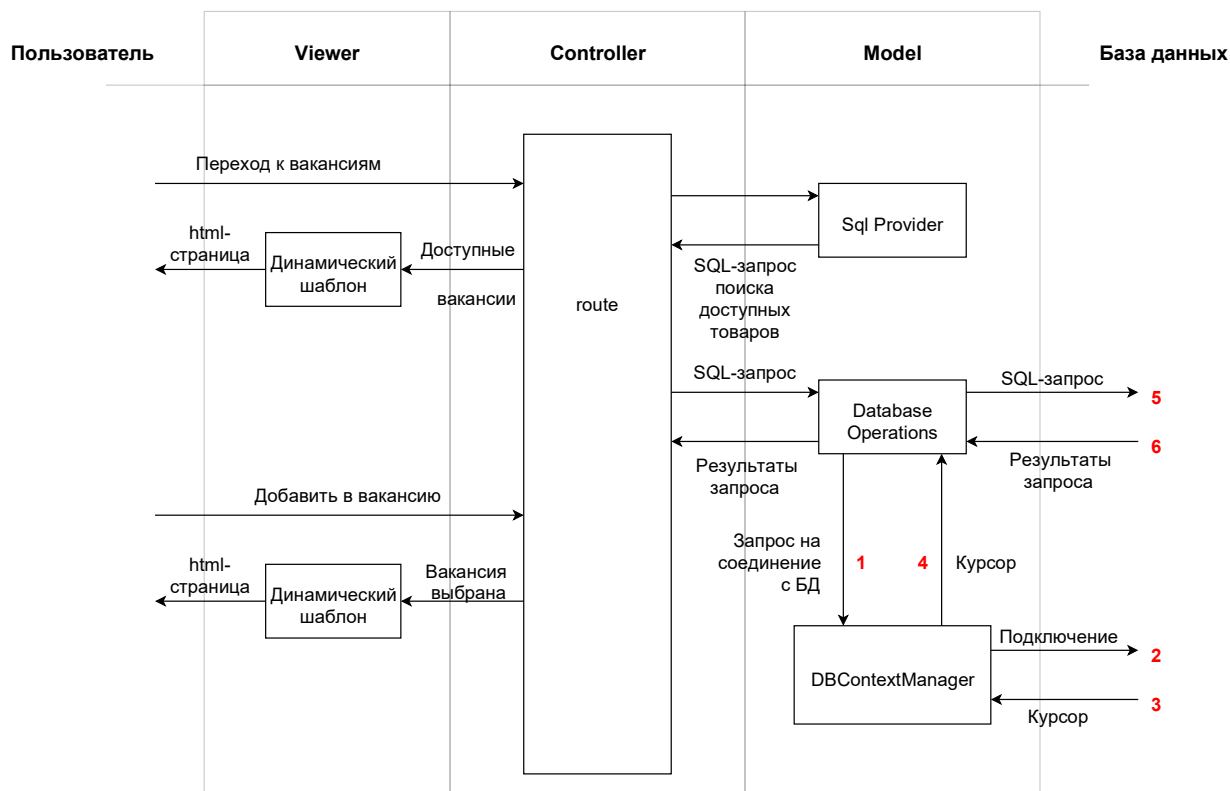 Пользователь
Viewer
Controller
Model
База данных
Переход к вакансиям
html-
страница
Динамический
шаблон
Доступные
вакансии
route
Sql Provider
SQL-запрос
поиска
доступных
товаров
SQL-запрос
Database
Operations
SQL-запрос
5
6
Результаты
запроса
Результаты
запроса
Добавить в вакансию
html-
страница
Динамический
шаблон
Вакансия
выбрана
Запрос на
соединение
с БД
1
4
Курсор
DBContextManager
Подключение
2
3
Курсор